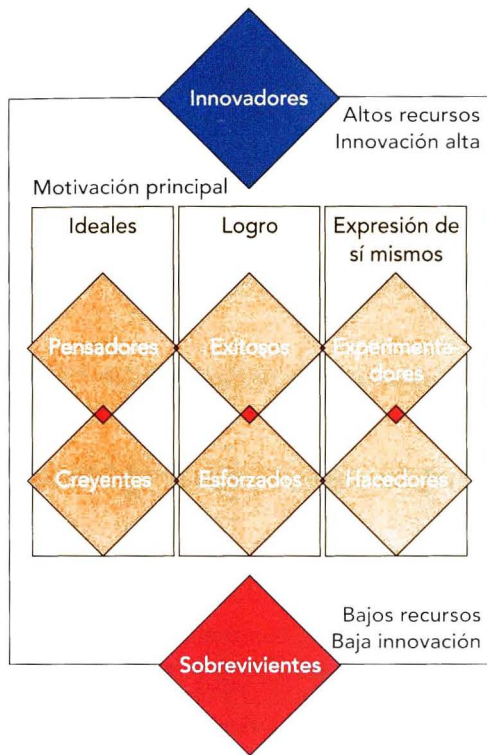 Innovadores
Altos recursos
Innovación alta
Motivación principal
Ideales
Logro
Expresión de
sí mismos
Pensadores
Exitosos
Experimenta-
dores
Creyentes
Esforzados
Hacedores
Bajos recursos
Baja innovación
Sobrevivientes